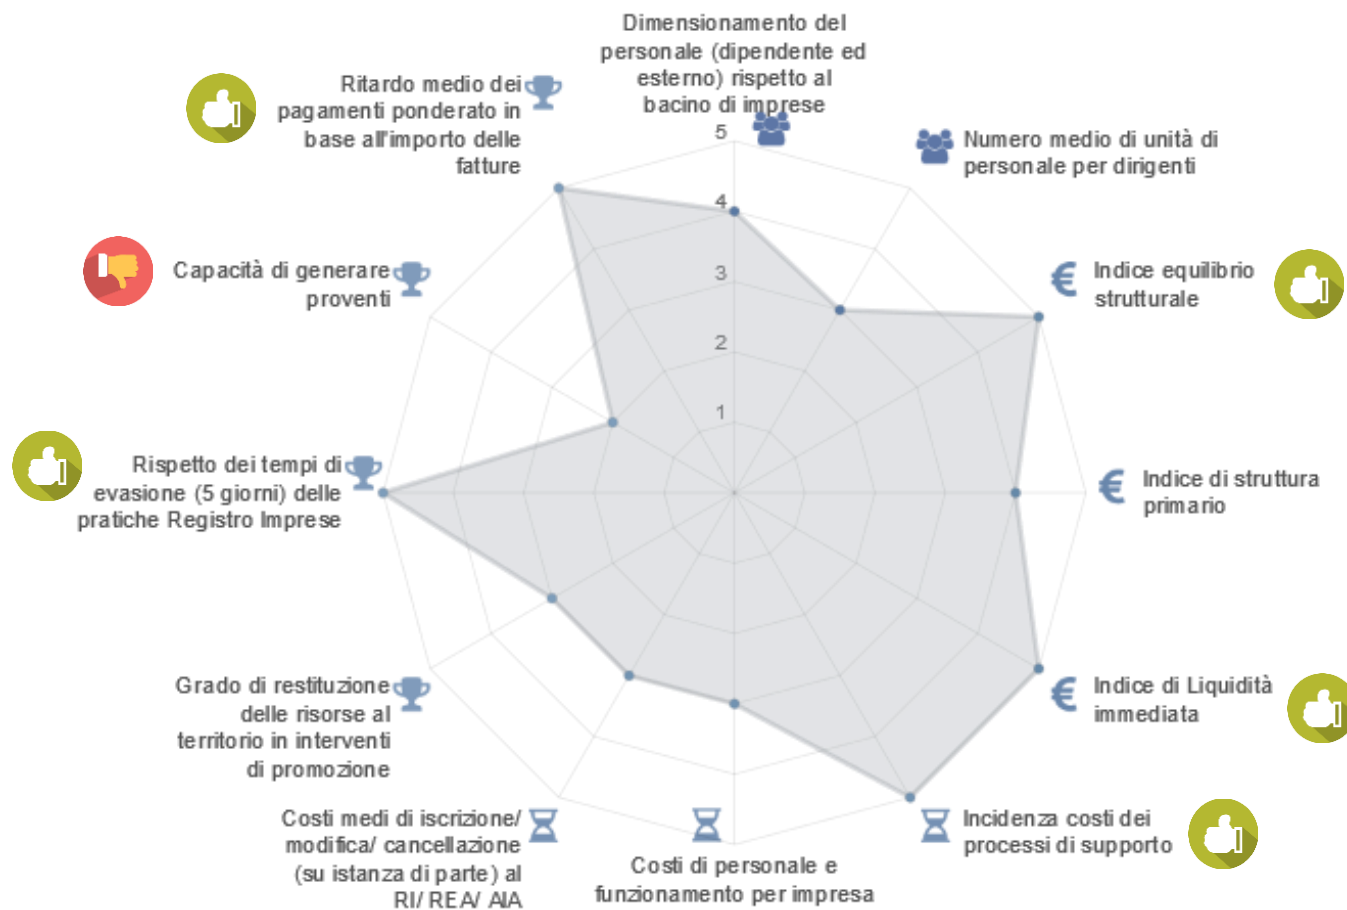 Dimensionamento del
personale (dipendente ed
esterno) rispetto al
bacino di imprese
Numero medio di unità di
personale per dirigenti
Indice equilibrio
strutturale
Indice di struttura
primario
Indice di Liquidità
immediata
Incidenza costi dei
processi di supporto
Costi di personale e
funzionamento per impresa
Costi medi di iscrizione/
modifica/ cancellazione
(su istanza di parte) al
RI/ REA/ AIA
Grado di restituzione
delle risorse al
territorio in interventi
di promozione
Rispetto dei tempi di
evasione (5 giorni) delle
pratiche Registro Imprese
Capacità di generare
proventi
Ritardo medio dei
pagamenti ponderato in
base all'importo delle
fatture
5
4
3
2
1